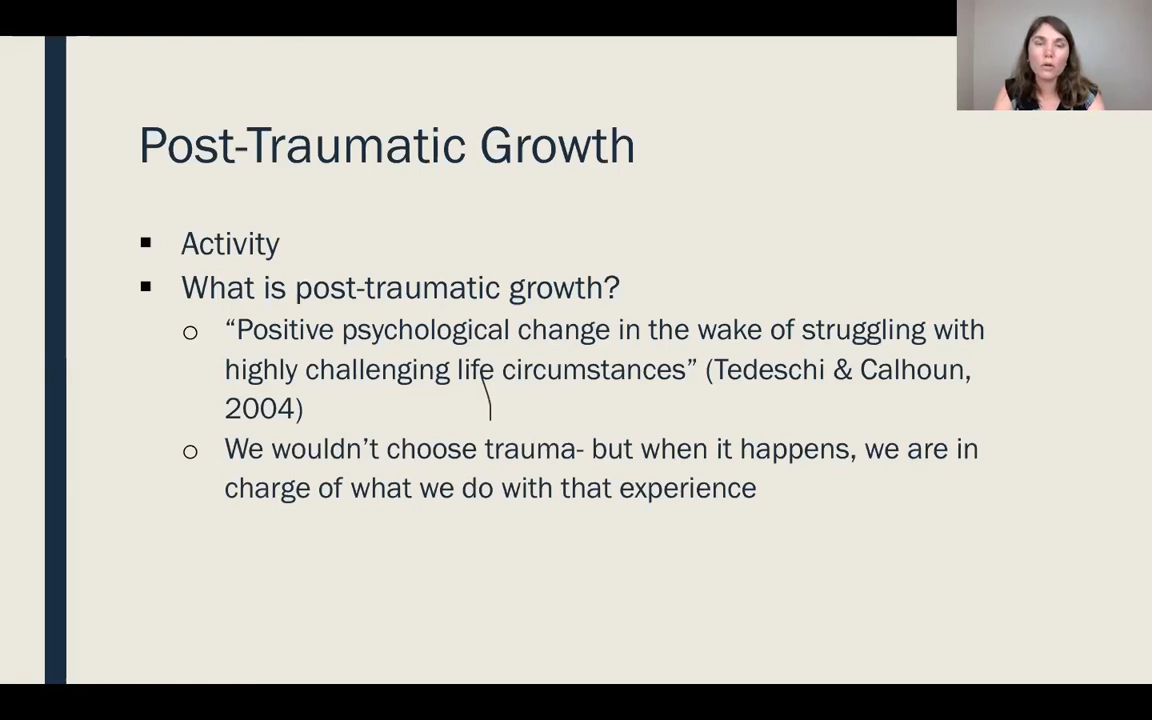 Post-Traumatic Growth
▪ Activity
▪ What is post-traumatic growth?
o “Positive psychological change in the wake of struggling with
highly challenging life circumstances” (Tedeschi & Calhoun,
2004)
o We wouldn’t choose trauma- but when it happens, we are in
charge of what we do with that experience